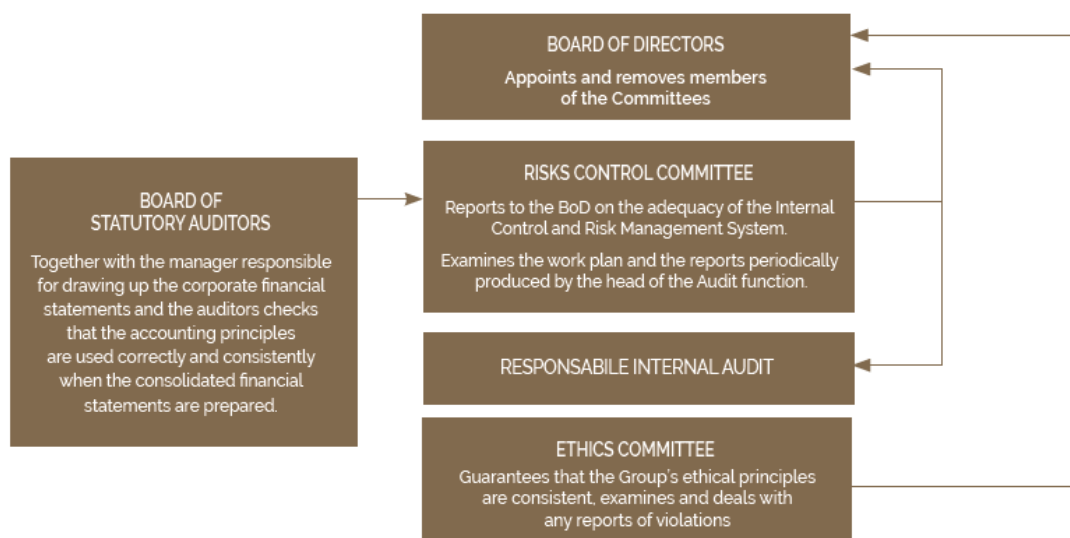 BOARD OF DIRECTORS
Appoints and removes members
of the Committees
BOARD OF
STATUTORY AUDITORS
Together with the manager responsible
for drawing up the corporate financial
statements and the auditors checks
that the accounting principles
are used correctly and consistently
when the consolidated financial
statements are prepared.
RISKS CONTROL COMMITTEE
Reports to the BoD on the adequacy of the Internal
Control and Risk Management System.
Examines the work plan and the reports periodically
produced by the head of the Audit function.
RESPONSABILE INTERNAL AUDIT
ETHICS COMMITTEE
Guarantees that the Group's ethical principles
are consistent, examines and deals with
any reports of violations